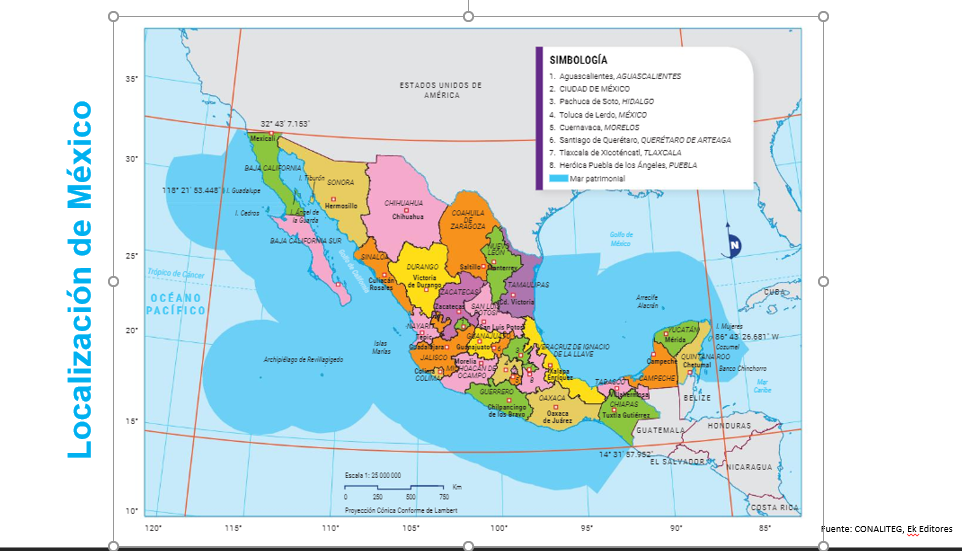 Localización de México
SIMBOLOGÍA
1. Aguascalientes, AGUASCALIENTES
2. CIUDAD DE MÉXICO
3. Pachuca de Soto, HIDALGO
4. Toluca de Lerdo, MÉXICO
5. Cuernavaca, MORELOS
6. Santiago de Querétaro, QUERÉTARO DE ARTEAGA
7. Tlaxcala de Xicoténcatl, TLAXCALA
8. Heróica Puebla de los Ángeles, PUEBLA
Mar patrimonial
ESTADOS UNIDOS DE
AMÉRICA
35°
30°
25°
20°
15°
10°
32° 43' 7.153"
Mexicali
BAJA CALIFORNIA
I. Tiburón
SONORA
Hermosillo
118° 21' 53.448"
I. Guadalupe
I. Cedros
I. Ángel de
la Guarda
BAJA CALIFORNIA SUR
CHIHUAHUA
Chihuahua
COAHUILA
DE
ZARAGOZA
Saltillo
NUEVO
LEÓN
Monterrey
SINALOA
Culiacán
Rosales
DURANGO
Victoria
de Durango
ZACATECAS
Zacatecas
TAMAULIPAS
Cd. Victoria
SAN LUIS
POTOSÍ
San Luis Potosí
Golfo de
México
N
Trópico de Cáncer
OCÉANO
PACÍFICO
Islas
Marías
Archipiélago de Revillagigedo
NAYARIT
Tepic
Guadalajara
JALISCO
Colima
COLIMA
GUANAJUATO
Guanajuato
Morelia
MICHOACÁN DE
OCAMPO
VERACRUZ DE IGNACIO
DE LA LLAVE
Xalapa
Enríquez
GUERRERO
Chilpancingo
de los Bravo
OAXACA
Oaxaca
de Juárez
TABASCO
Villahermosa
CHIAPAS
Tuxtla Gutiérrez
Arrecife
Alacrán
CUBA
YUCATÁN
Mérida
I. Mujeres
86° 43' 26.681" W
Cozumel
Campeche
CAMPECHE
QUINTANA ROO
Chetumal
Banco Chinchorro
Mar
Caribe
BELIZE
GUATEMALA
HONDURAS
14° 31' 57.952"
EL SALVADOR
NICARAGUA
COSTA RICA
Escala 1: 25 000 000
Km
0 250 500 750
Proyección Cónica Conforme de Lambert
120° 115° 110° 105° 100° 95° 90° 85°
Fuente: CONALITEG, Ek Editores